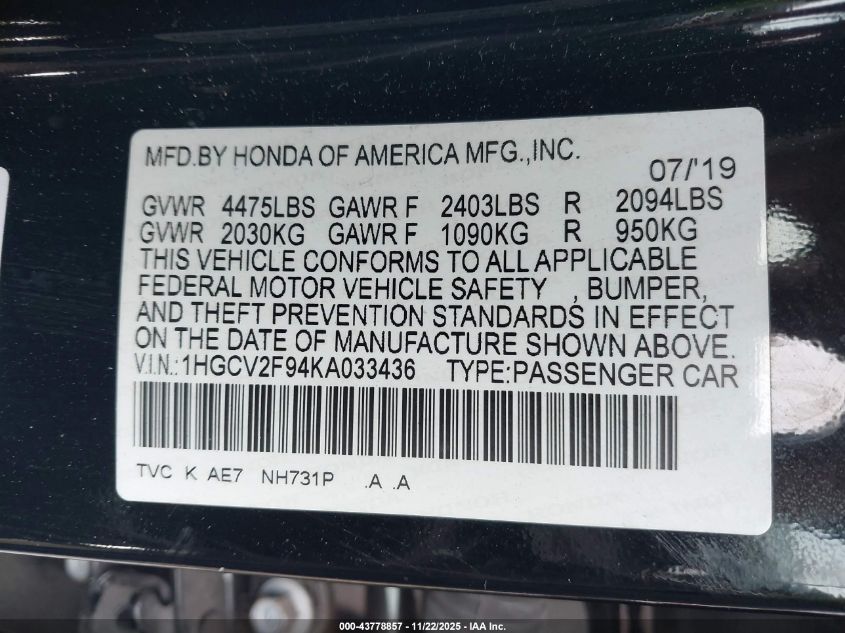 MFD.BY HONDA OF AMERICA MFG.,INC.
07/'19
GVWR 4475LBS GAWR F 2403LBS R 2094LBS
GVWR 2030KG GAWR F 1090KG R 950KG
THIS VEHICLE CONFORMS TO ALL APPLICABLE
FEDERAL MOTOR VEHICLE SAFETY , BUMPER,
AND THEFT PREVENTION STANDARDS IN EFFECT
ON THE DATE OF MANUFACTURE SHOWN ABOVE.
V.I.N.:1HGCV2F94KA033436 TYPE:PASSENGER CAR
TVC K AE7 NH731P .A .A
000-43778857 - 11/22/2025 - IAA Inc.